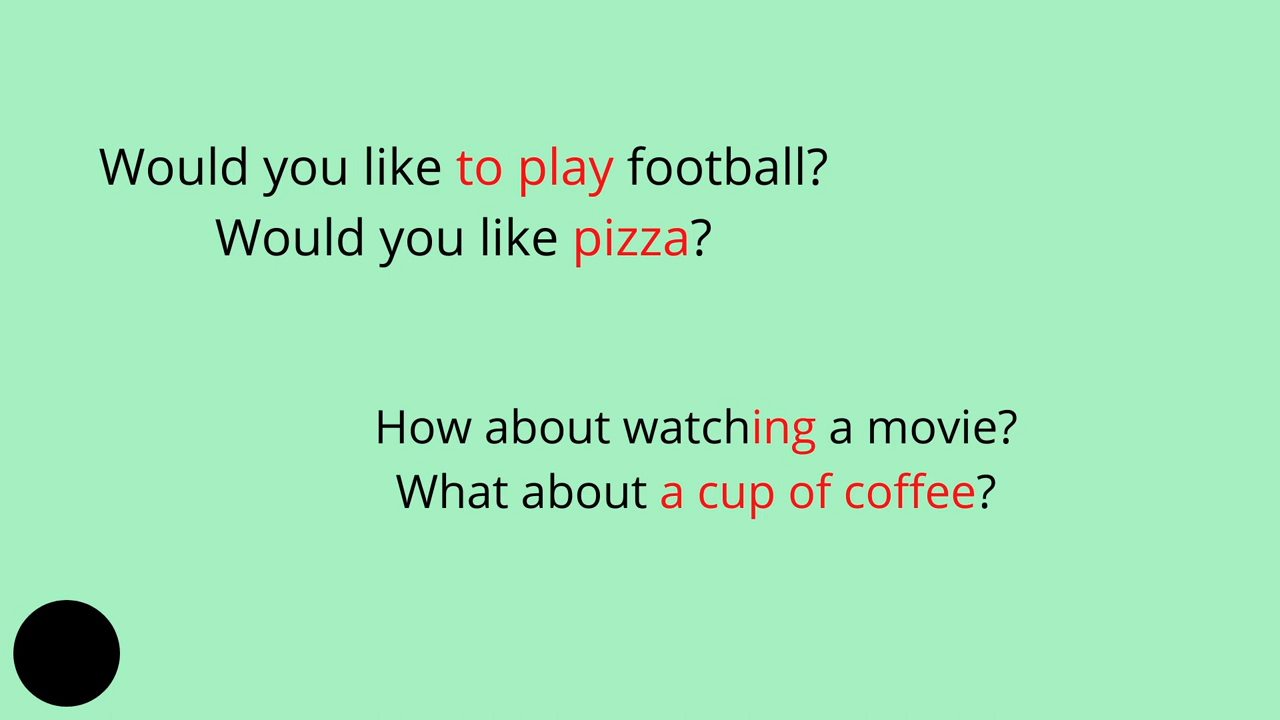 Would you like to play football?
Would you like pizza?
How about watching a movie?
What about a cup of coffee?